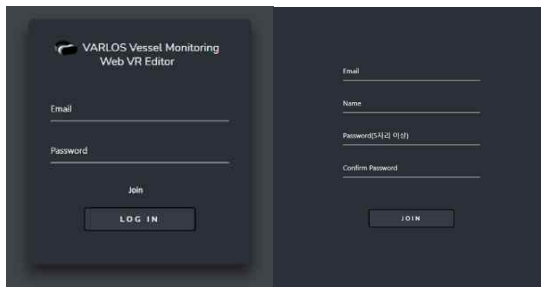 VARLOS Vessel Monitoring
Web VR Editor
Email
Password
Join
LOG IN
Email
Name
Password(5자리 이상)
Confirm Password
JOIN